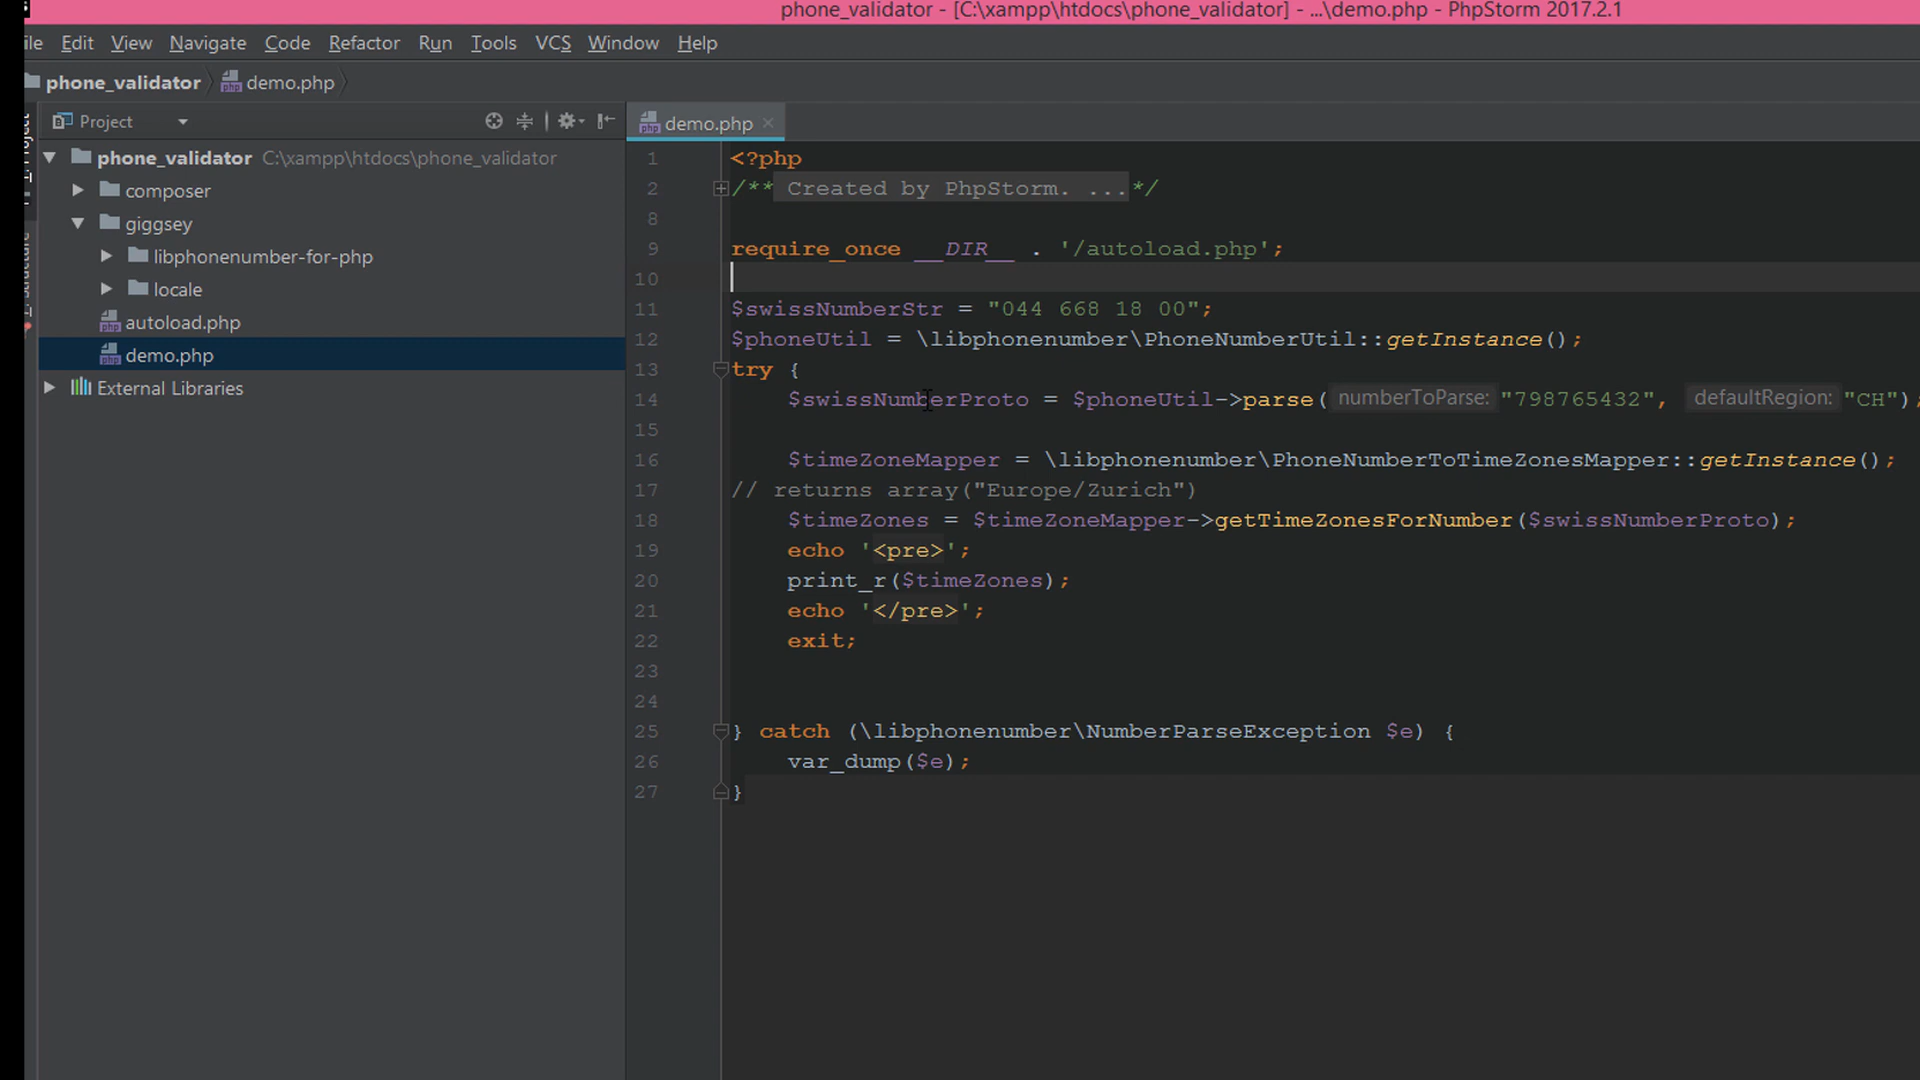 phone_validator - [C:\xampp\htdocs\phone_validator] - ...\demo.php - PhpStorm 2017.2.1
ile Edit View Navigate Code Refactor Run Tools VCS Window Help
phone_validator demo.php
Project
phone_validator C:\xampp\htdocs\phone_validator
composer
giggsey
libphonenumber-for-php
locale
autoload.php
demo.php
External Libraries
demo.php
1 <?php
2 /** Created by PhpStorm. ...*/
8
9 require_once __DIR__ . '/autoload.php';
10
11 $swissNumberStr = "044 668 18 00";
12 $phoneUtil = \libphonenumber\PhoneNumberUtil::getInstance();
13 try {
14 $swissNumberProto = $phoneUtil->parse( numberToParse: "798765432", defaultRegion: "CH");
15
16 $timeZoneMapper = \libphonenumber\PhoneNumberToTimeZonesMapper::getInstance();
17 // returns array("Europe/Zurich")
18 $timeZones = $timeZoneMapper->getTimeZonesForNumber($swissNumberProto);
19 echo '<pre>';
20 print_r($timeZones);
21 echo '</pre>';
22 exit;
23
24
25 } catch (\libphonenumber\NumberParseException $e) {
26 var_dump($e);
27 }